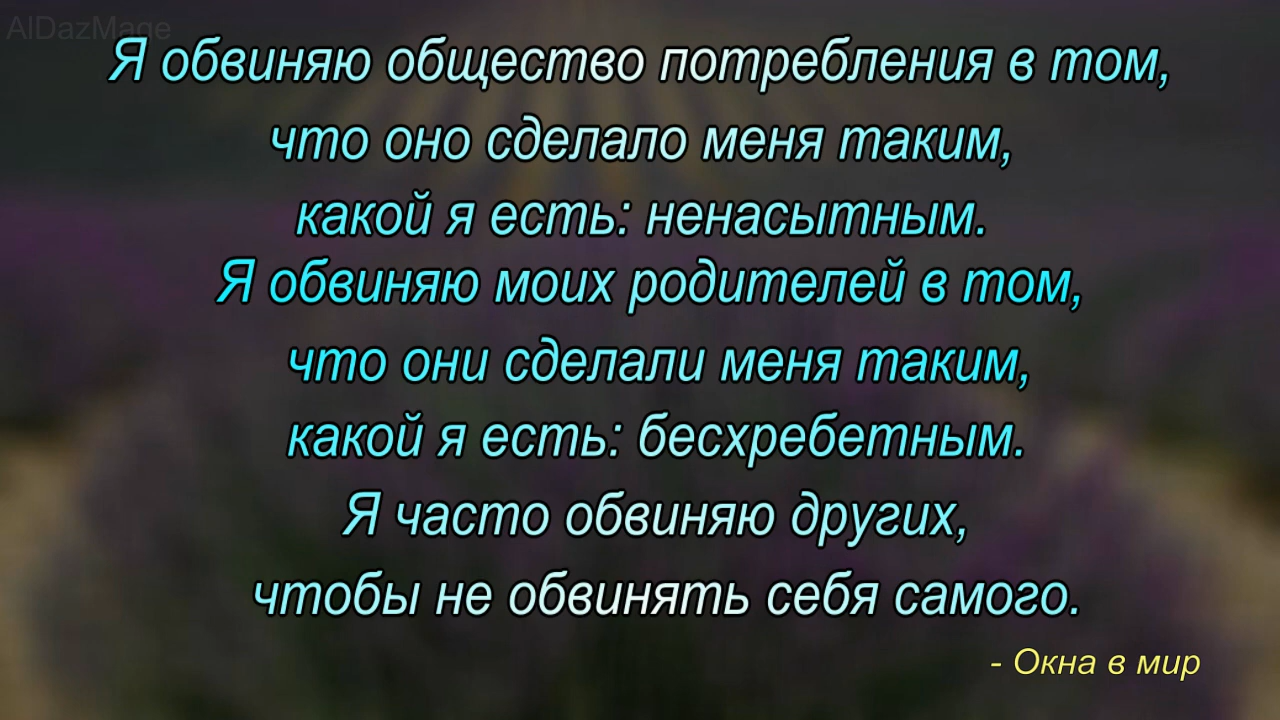 AlDazMage
Я обвиняю общество потребления в том,
что оно сделало меня таким,
какой я есть: ненасытным.
Я обвиняю моих родителей в том,
что они сделали меня таким,
какой я есть: бесхребетным.
Я часто обвиняю других,
чтобы не обвинять себя самого.
- Окна в мир